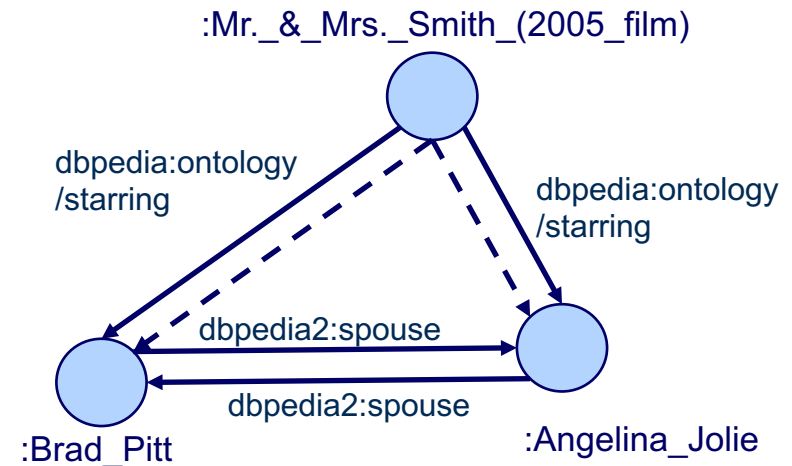 :Mr._&_Mrs._Smith_(2005_film)
dbpedia:ontology
/starring
dbpedia:ontology
/starring
dbpedia2:spouse
dbpedia2:spouse
:Brad_Pitt
:Angelina_Jolie